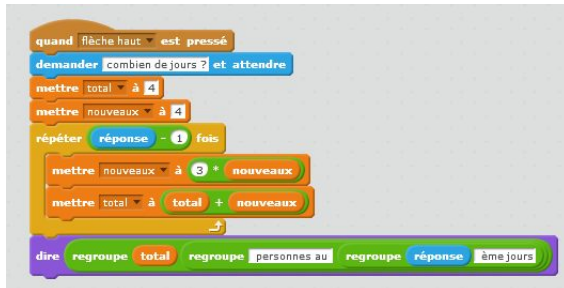 quand flèche haut est pressé
demander combien de jours ? et attendre
mettre total à 4
mettre nouveaux à 4
répéter réponse - 1 fois
mettre nouveaux à 3 * nouveaux
mettre total à total + nouveaux
dire regroupe total regroupe personnes au regroupe réponse ème jours